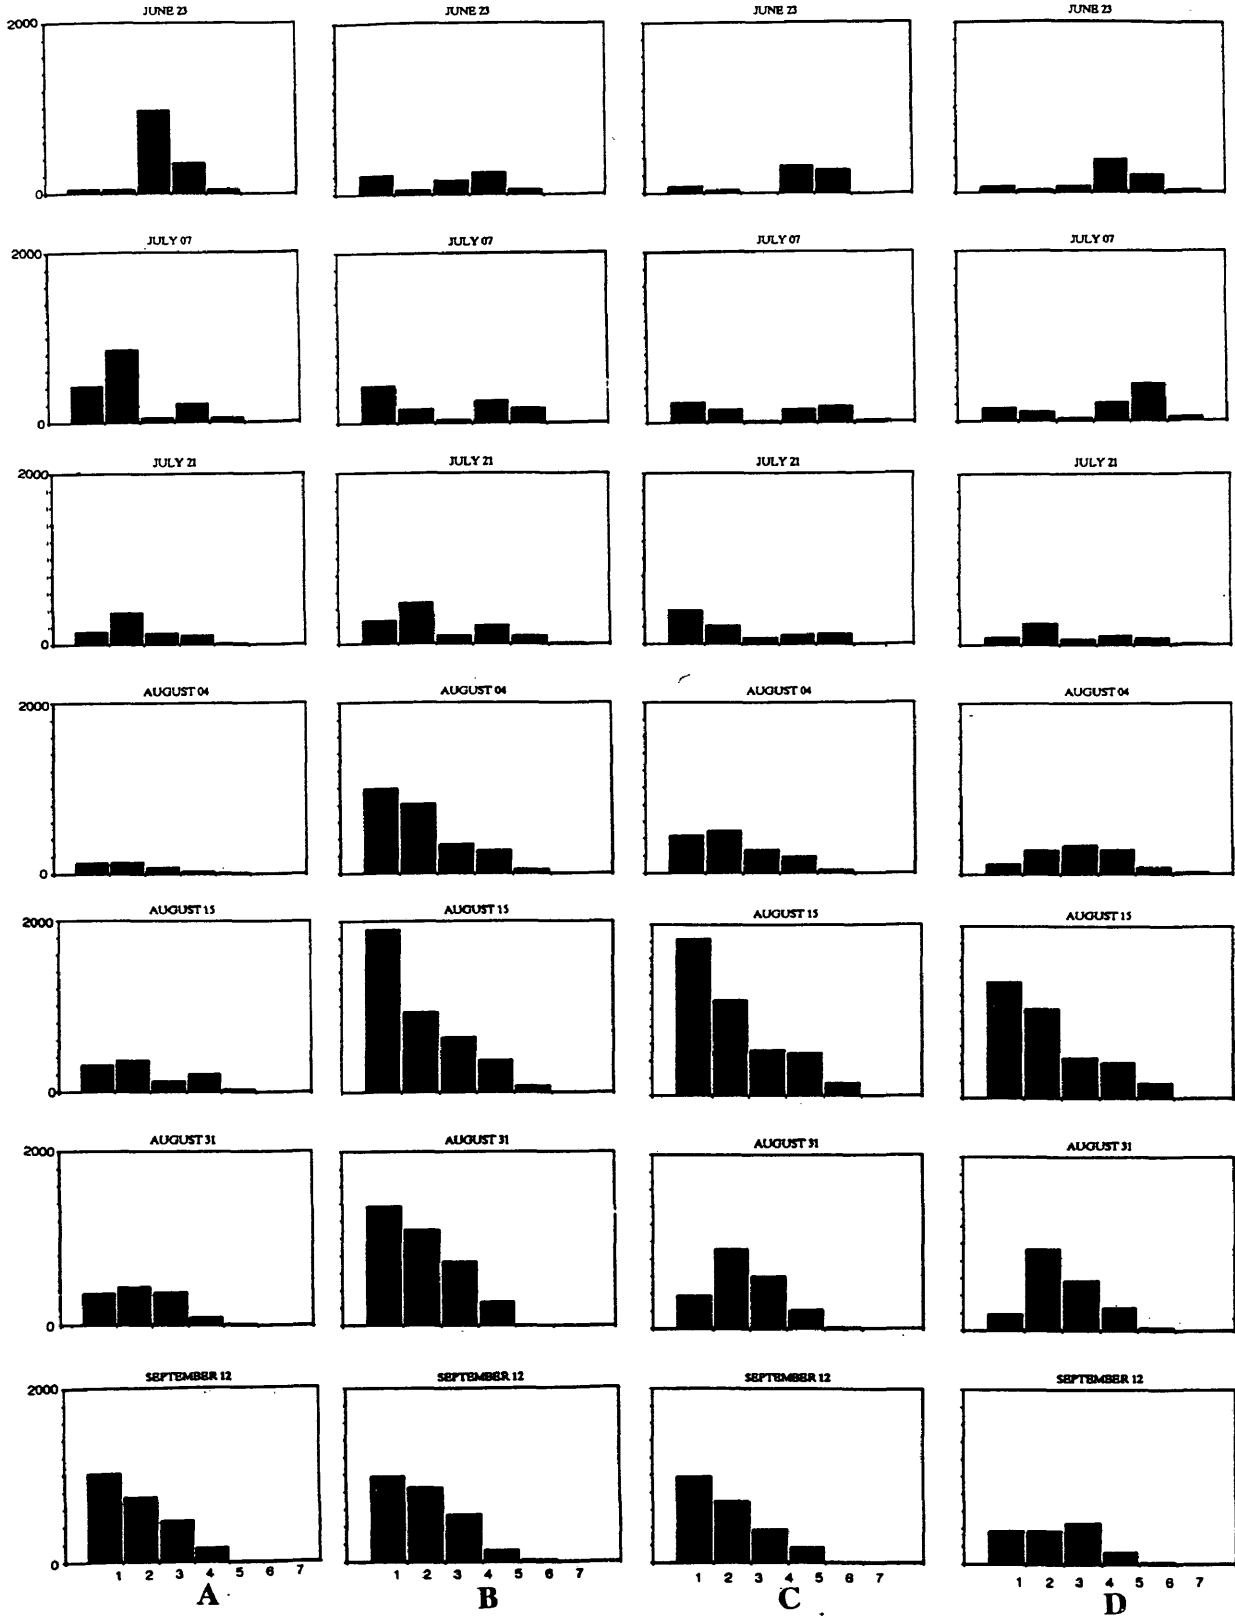 JUNE 23 JUNE 23 JUNE 23 JUNE 23
2000
0
JULY 07 JULY 07 JULY 07 JULY 07
2000
0
JULY 21 JULY 21 JULY 21 JULY 21
2000
0
AUGUST 04 AUGUST 04 AUGUST 04 AUGUST 04
2000
0
AUGUST 15 AUGUST 15 AUGUST 15 AUGUST 15
2000
0
AUGUST 31 AUGUST 31 AUGUST 31 AUGUST 31
2000
0
SEPTEMBER 12 SEPTEMBER 12 SEPTEMBER 12 SEPTEMBER 12
2000
0
1 2 3 4 5 6 7 1 2 3 4 5 6 7 1 2 3 4 5 6 7 1 2 3 4 5 6 7
A B C D